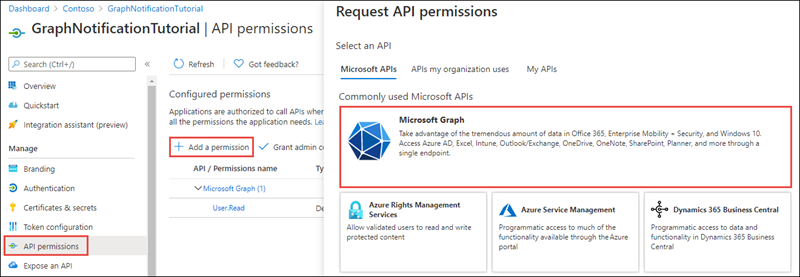 Dashboard > Contoso > GraphNotificationTutorial
GraphNotificationTutorial | API permissions
Search (Ctrl+/)
Overview
Quickstart
Integration assistant (preview)
Manage
Branding
Authentication
Certificates & secrets
Token configuration
API permissions
Expose an API
Refresh
Got feedback?
Configured permissions
Applications are authorized to call APIs when
all the permissions the application needs. Lea
Add a permission
Grant admin co
API / Permissions name
Ty
Microsoft Graph (1)
User.Read
De
Request API permissions
Select an API
Microsoft APIs
APIs my organization uses
My APIs
Commonly used Microsoft APIs
Microsoft Graph
Take advantage of the tremendous amount of data in Office 365, Enterprise Mobility + Security, and Windows 10.
Access Azure AD, Excel, Intune, Outlook/Exchange, OneDrive, OneNote, SharePoint, Planner, and more through a
single endpoint.
Azure Rights Management
Services
Allow validated users to read and write
protected content
Azure Service Management
Programmatic access to much of the
functionality available through the Azure
portal
Dynamics 365 Business Central
Programmatic access to data and
functionality in Dynamics 365 Business
Central